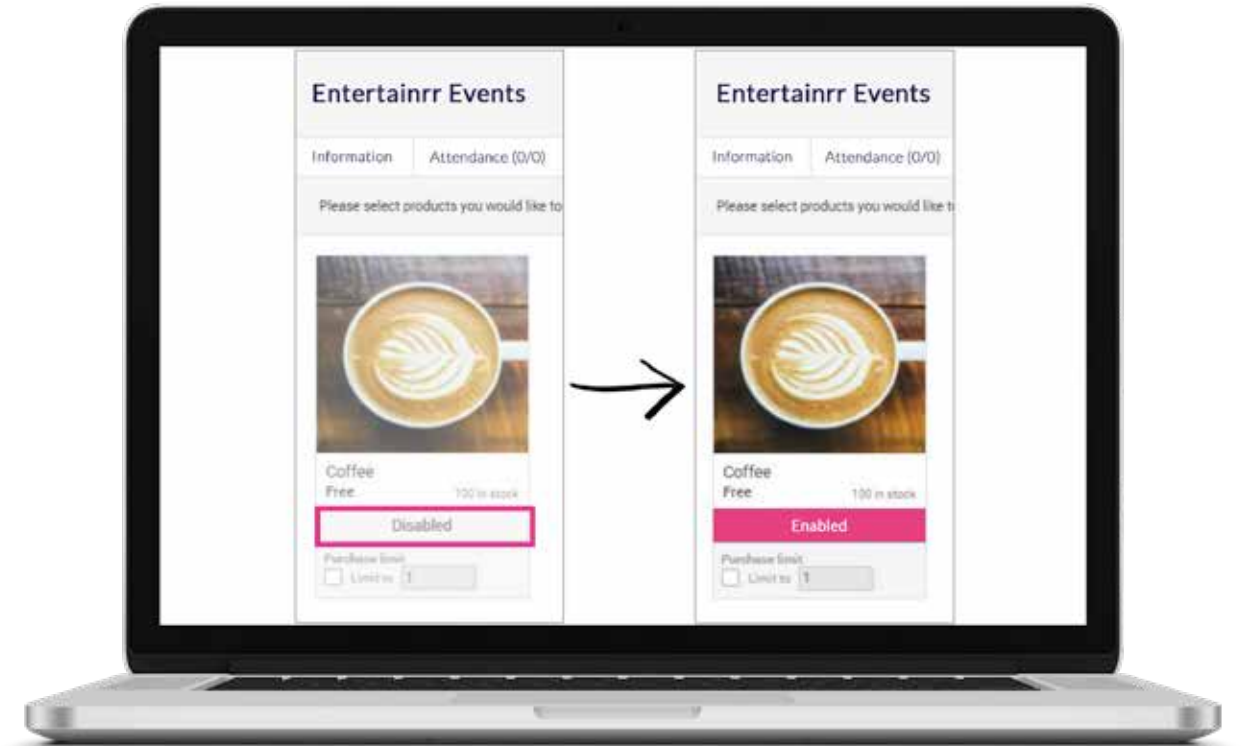 Entertainrr Events
Information Attendance (0/0)
Please select products you would like to
Coffee
Free 100 in stock
Disabled
Purchase limit
Limit to 1
Entertainrr Events
Information Attendance (0/0)
Please select products you would like t
Coffee
Free 100 in stock
Enabled
Purchase limit
Limit to 1